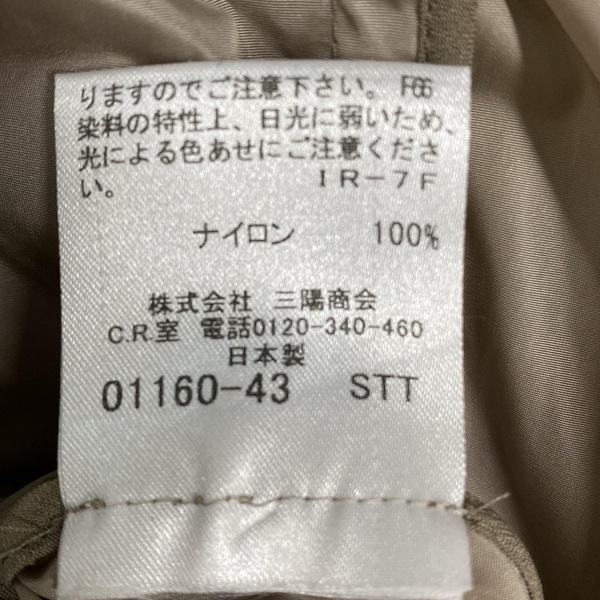 りますのでご注意下さい。 F66
染料の特性上、日光に弱いため、
光による色あせにご注意くださ
い。 IR-7F
ナイロン 100%
株式会社 三陽商会
C.R.室 電話0120-340-460
日本製
01160-43 STT